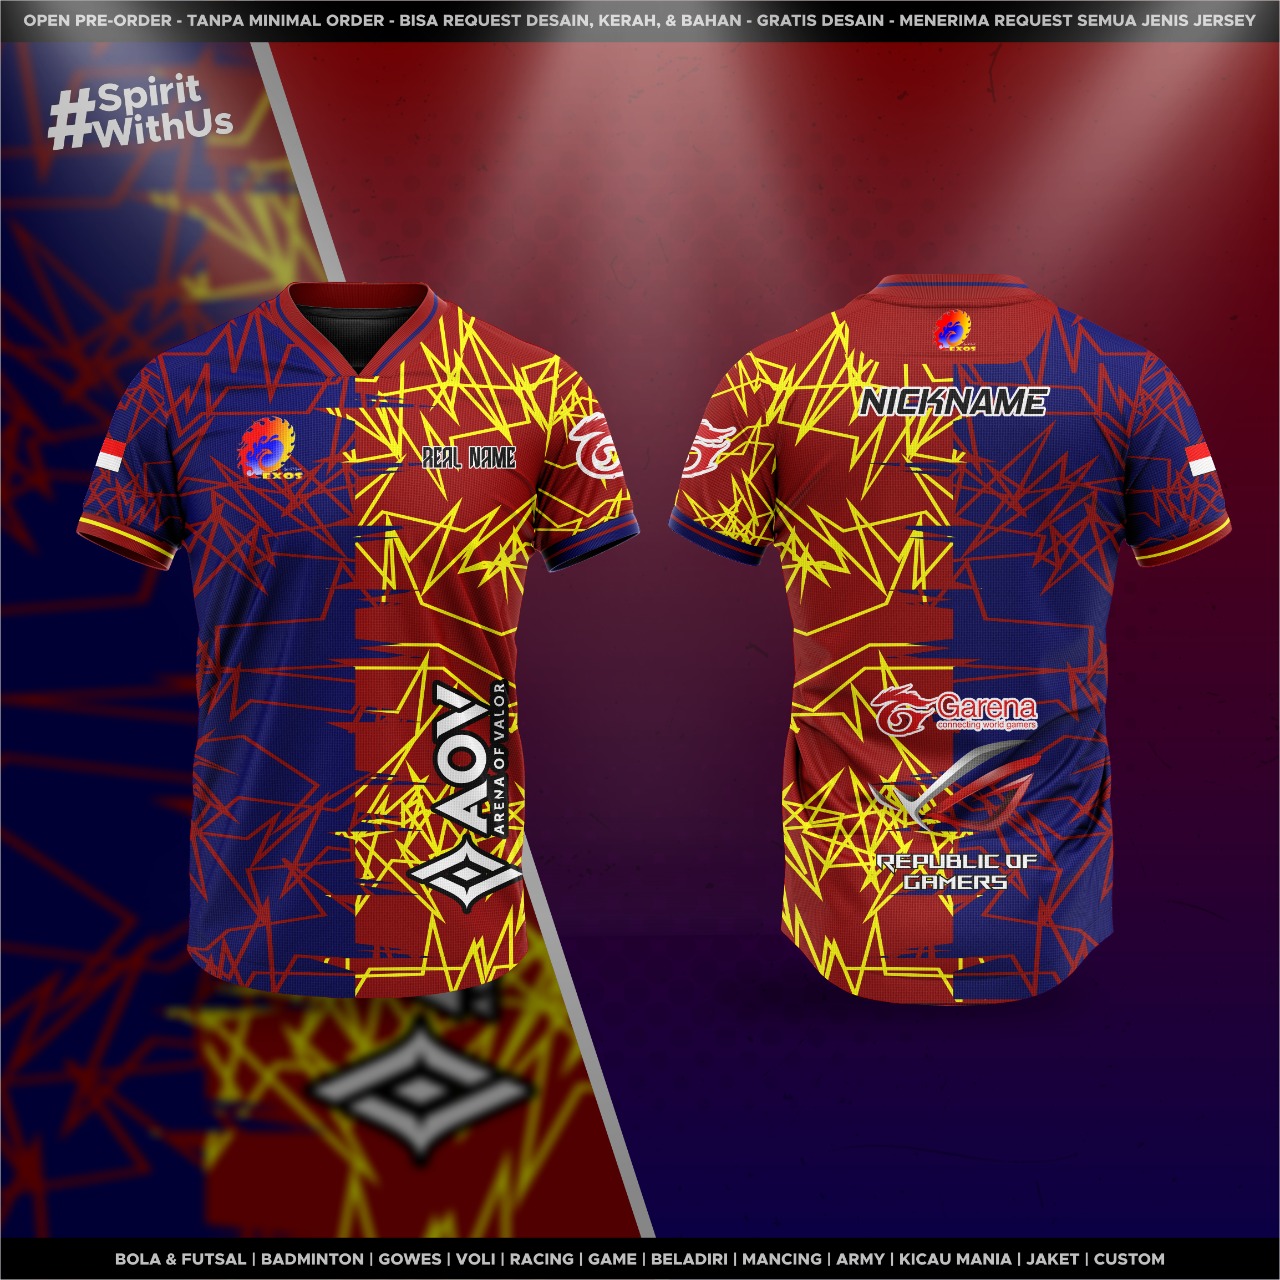 OPEN PRE-ORDER - TANPA MINIMAL ORDER - BISA REQUEST DESAIN, KERAH, & BAHAN - GRATIS DESAIN - MENERIMA REQUEST SEMUA JENIS JERSEY
#Spirit
WithUs
EXOS
REAL NAME
AOV
ARENA OF VALOR
EXOS
NICKNAME
Garena
connecting world gamers
REPUBLIC OF
GAMERS
BOLA & FUTSAL | BADMINTON | GOWES | VOLI | RACING | GAME | BELADIRI | MANCING | ARMY | KICAU MANIA | JAKET | CUSTOM